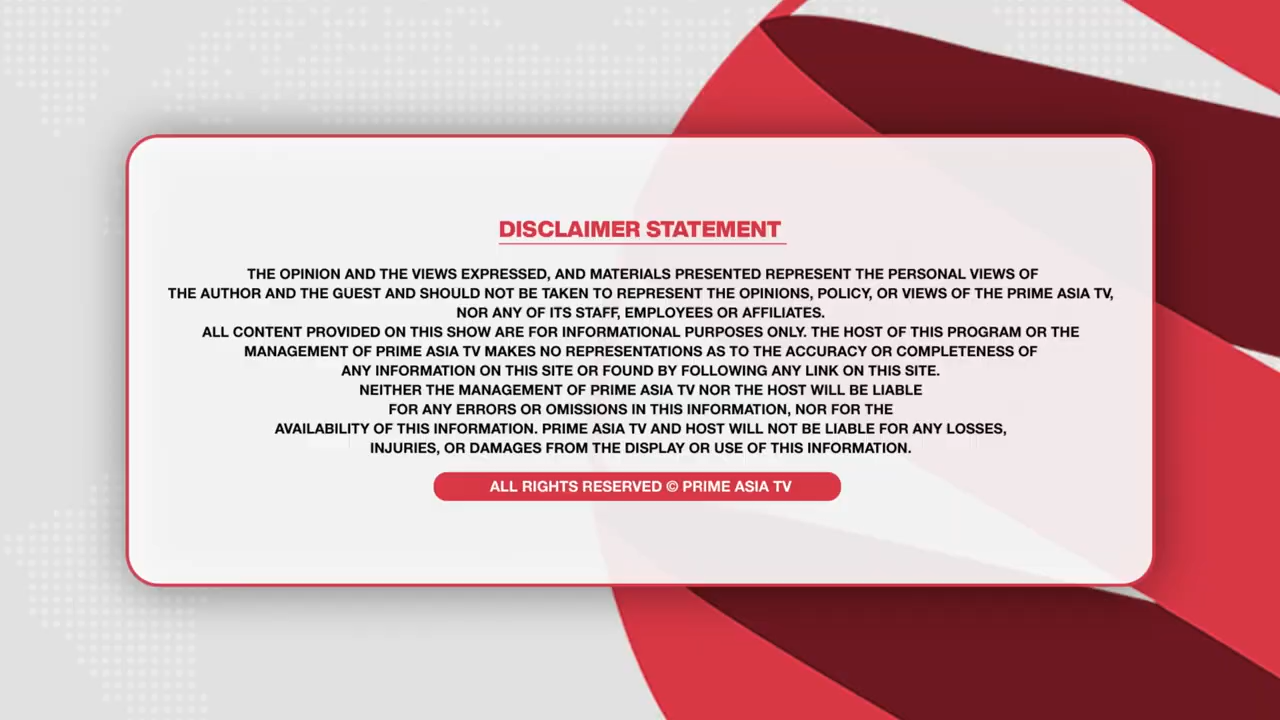 DISCLAIMER STATEMENT
THE OPINION AND THE VIEWS EXPRESSED, AND MATERIALS PRESENTED REPRESENT THE PERSONAL VIEWS OF
THE AUTHOR AND THE GUEST AND SHOULD NOT BE TAKEN TO REPRESENT THE OPINIONS, POLICY, OR VIEWS OF THE PRIME ASIA TV,
NOR ANY OF ITS STAFF, EMPLOYEES OR AFFILIATES.
ALL CONTENT PROVIDED ON THIS SHOW ARE FOR INFORMATIONAL PURPOSES ONLY. THE HOST OF THIS PROGRAM OR THE
MANAGEMENT OF PRIME ASIA TV MAKES NO REPRESENTATIONS AS TO THE ACCURACY OR COMPLETENESS OF
ANY INFORMATION ON THIS SITE OR FOUND BY FOLLOWING ANY LINK ON THIS SITE.
NEITHER THE MANAGEMENT OF PRIME ASIA TV NOR THE HOST WILL BE LIABLE
FOR ANY ERRORS OR OMISSIONS IN THIS INFORMATION, NOR FOR THE
AVAILABILITY OF THIS INFORMATION. PRIME ASIA TV AND HOST WILL NOT BE LIABLE FOR ANY LOSSES,
INJURIES, OR DAMAGES FROM THE DISPLAY OR USE OF THIS INFORMATION.
ALL RIGHTS RESERVED © PRIME ASIA TV